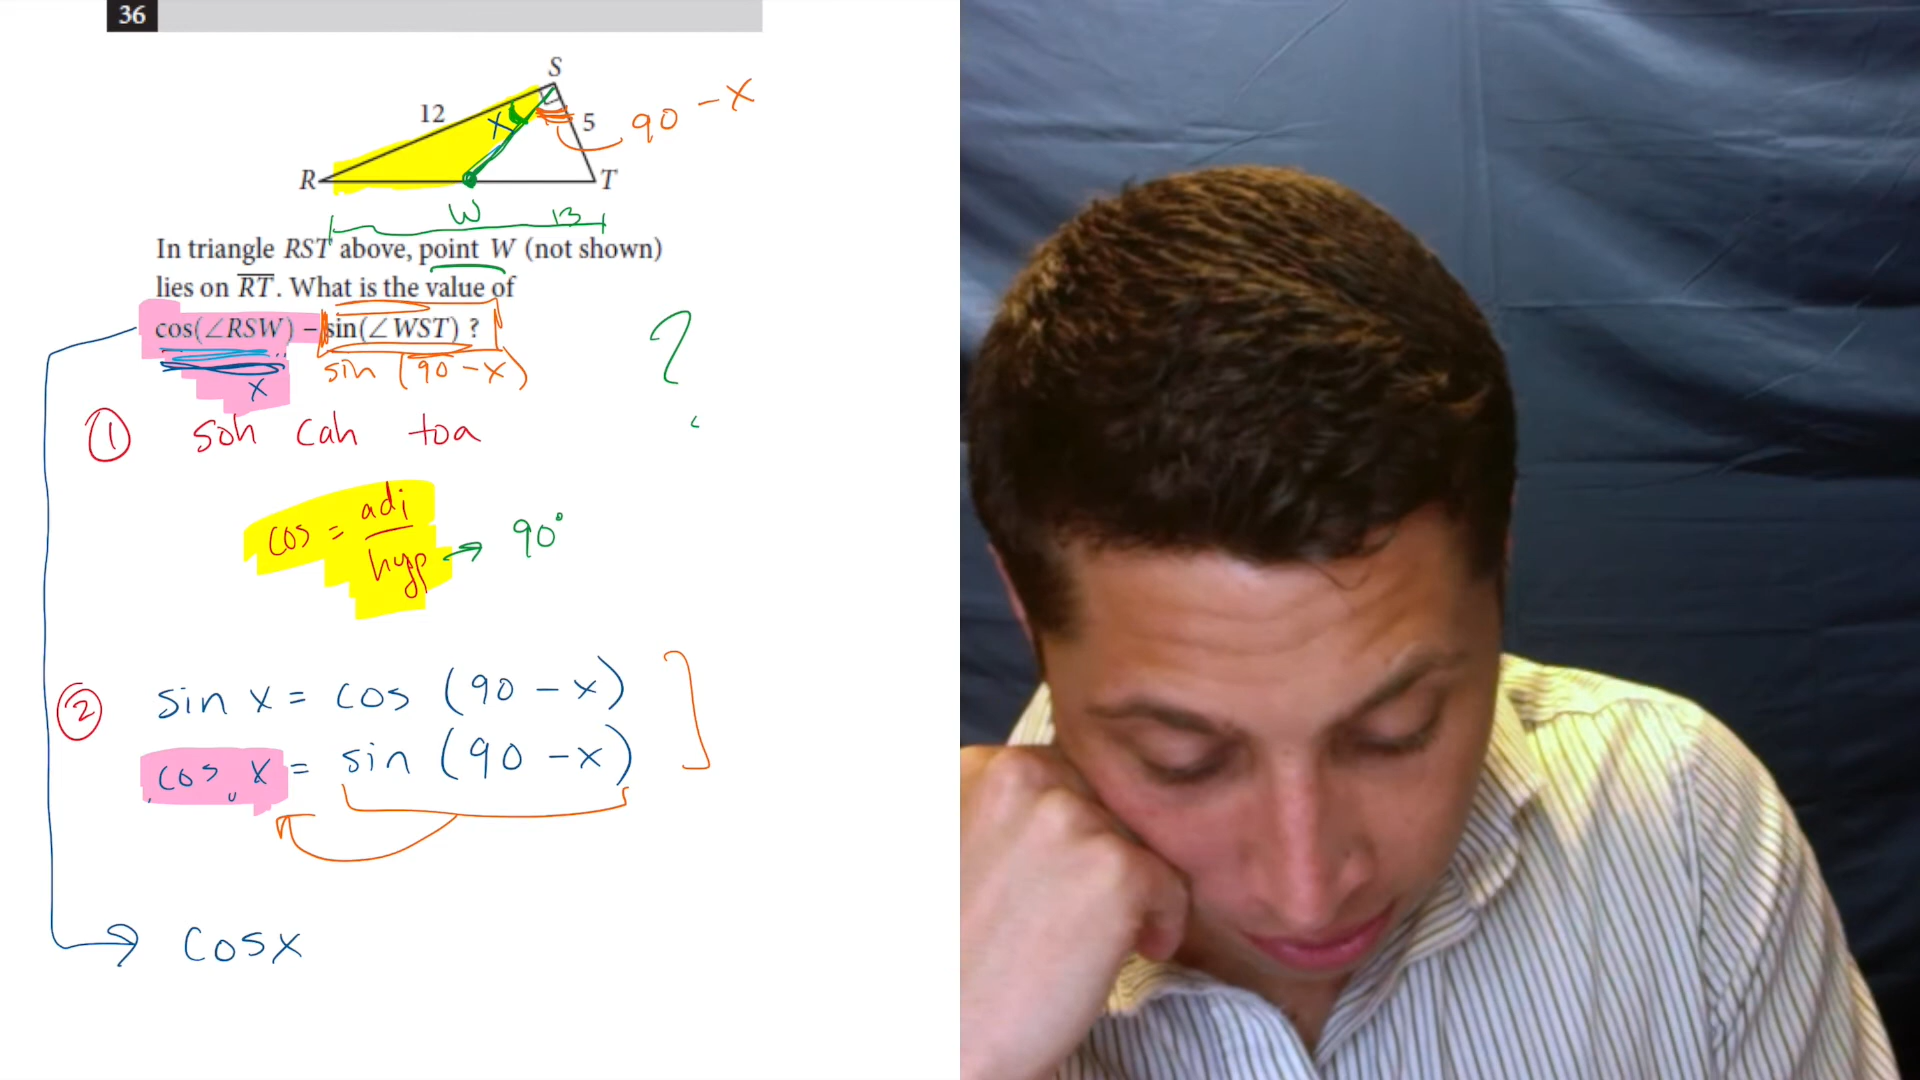 36
S
12
X
5
90 - X
R
T
W
13
In triangle RST above, point W (not shown)
lies on RT. What is the value of
cos(∠RSW) – sin(∠WST) ?
?
x
sin (90 - x)
① soh cah toa
cos = adj/hyp → 90°
② sin x = cos (90 - x)
cos x = sin (90 - x)
→ cosx